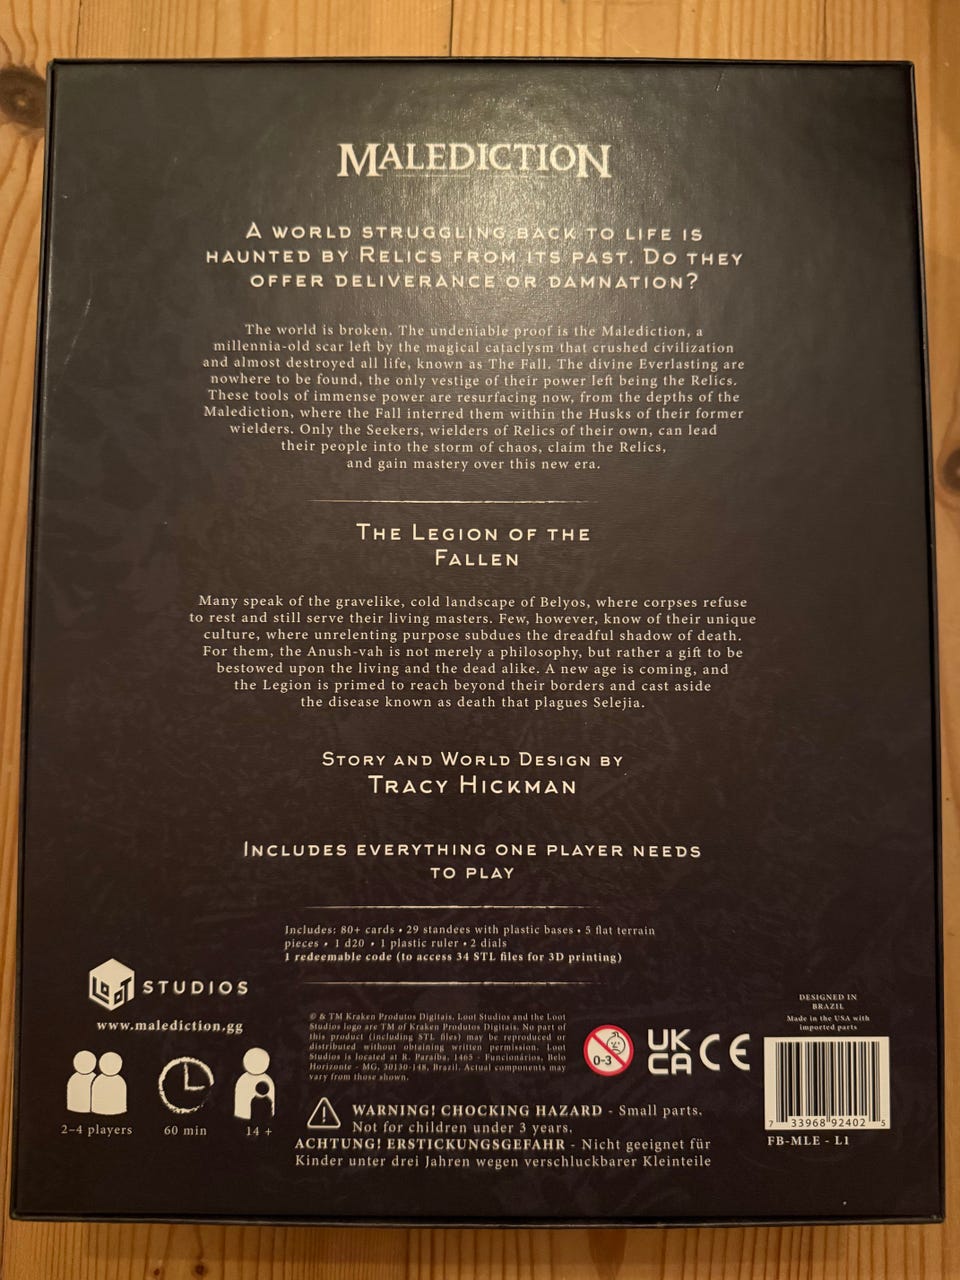 MALEDICTION
A WORLD STRUGGLING BACK TO LIFE IS
HAUNTED BY RELICS FROM ITS PAST. DO THEY
OFFER DELIVERANCE OR DAMNATION?
The world is broken. The undeniable proof is the Malediction, a
millennia-old scar left by the magical cataclysm that crushed civilization
and almost destroyed all life, known as The Fall. The divine Everlasting are
nowhere to be found, the only vestige of their power left being the Relics.
These tools of immense power are resurfacing now, from the depths of the
Malediction, where the Fall interred them within the Husks of their former
wielders. Only the Seekers, wielders of Relics of their own, can lead
their people into the storm of chaos, claim the Relics,
and gain mastery over this new era.
THE LEGION OF THE
FALLEN
Many speak of the gravelike, cold landscape of Belyos, where corpses refuse
to rest and still serve their living masters. Few, however, know of their unique
culture, where unrelenting purpose subdues the dreadful shadow of death.
For them, the Anush-vah is not merely a philosophy, but rather a gift to be
bestowed upon the living and the dead alike. A new age is coming, and
the Legion is primed to reach beyond their borders and cast aside
the disease known as death that plagues Selejia.
STORY AND WORLD DESIGN BY
TRACY HICKMAN
INCLUDES EVERYTHING ONE PLAYER NEEDS
TO PLAY
Includes: 80+ cards • 29 standees with plastic bases • 5 flat terrain
pieces • 1 d20 • 1 plastic ruler • 2 dials
1 redeemable code (to access 34 STL files for 3D printing)
LOOT STUDIOS
www.malediction.gg
2-4 players
60 min
14 +
© & TM Kraken Produtos Digitais. Loot Studios and the Loot
Studios logo are TM of Kraken Produtos Digitais. No part of
this product (including STL files) may be reproduced or
distributed without obtaining written permission. Loot
Studios is located at R. Paraíba, 1465 - Funcionários, Belo
Horizonte - MG, 30130-148, Brazil. Actual components may
vary from those shown.
0-3
UK
CA
CE
DESIGNED IN
BRAZIL
Made in the USA with
imported parts
7 33968 92402 5
FB-MLE - L1
WARNING! CHOCKING HAZARD - Small parts.
Not for children under 3 years.
ACHTUNG! ERSTICKUNGSGEFAHR - Nicht geeignet für
Kinder unter drei Jahren wegen verschluckbarer Kleinteile